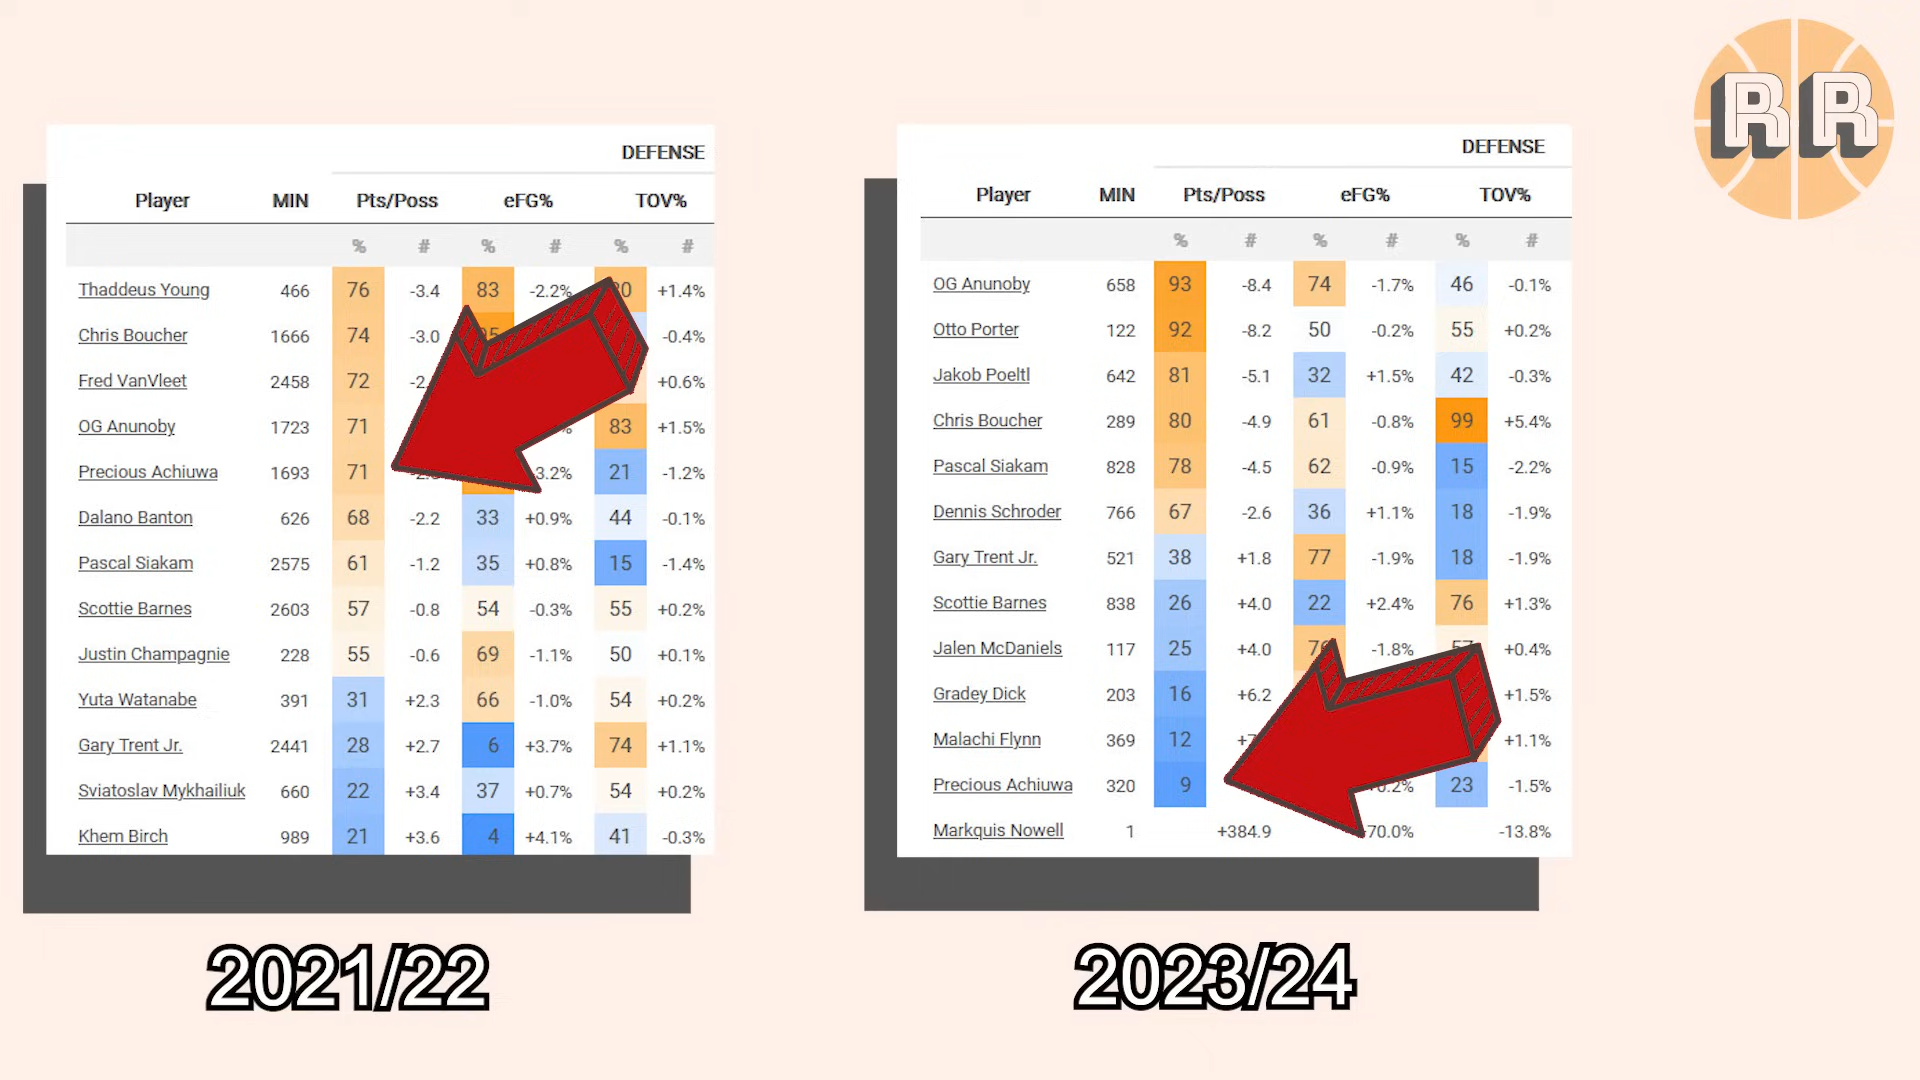 RR
DEFENSE
Player MIN Pts/Poss eFG% TOV%
% # % # % #
Thaddeus Young 466 76 -3.4 83 -2.2% +1.4%
Chris Boucher 1666 74 -3.0 -0.4%
Fred VanVleet 2458 72 +0.6%
OG Anunoby 1723 71 83 +1.5%
Precious Achiuwa 1693 71 21 -1.2%
Dalano Banton 626 68 -2.2 33 +0.9% 44 -0.1%
Pascal Siakam 2575 61 -1.2 35 +0.8% 15 -1.4%
Scottie Barnes 2603 57 -0.8 54 -0.3% 55 +0.2%
Justin Champagnie 228 55 -0.6 69 -1.1% 50 +0.1%
Yuta Watanabe 391 31 +2.3 66 -1.0% 54 +0.2%
Gary Trent Jr. 2441 28 +2.7 6 +3.7% 74 +1.1%
Sviatoslav Mykhailiuk 660 22 +3.4 37 +0.7% 54 +0.2%
Khem Birch 989 21 +3.6 4 +4.1% 41 -0.3%
2021/22
DEFENSE
Player MIN Pts/Poss eFG% TOV%
% # % # % #
OG Anunoby 658 93 -8.4 74 -1.7% 46 -0.1%
Otto Porter 122 92 -8.2 50 -0.2% 55 +0.2%
Jakob Poeltl 642 81 -5.1 32 +1.5% 42 -0.3%
Chris Boucher 289 80 -4.9 61 -0.8% 99 +5.4%
Pascal Siakam 828 78 -4.5 62 -0.9% 15 -2.2%
Dennis Schroder 766 67 -2.6 36 +1.1% 18 -1.9%
Gary Trent Jr. 521 38 +1.8 77 -1.9% 18 -1.9%
Scottie Barnes 838 26 +4.0 22 +2.4% 76 +1.3%
Jalen McDaniels 117 25 +4.0 -1.8% +0.4%
Gradey Dick 203 16 +6.2 +1.5%
Malachi Flynn 369 12 +1.1%
Precious Achiuwa 320 9 23 -1.5%
Markquis Nowell 1 +384.9 -13.8%
2023/24